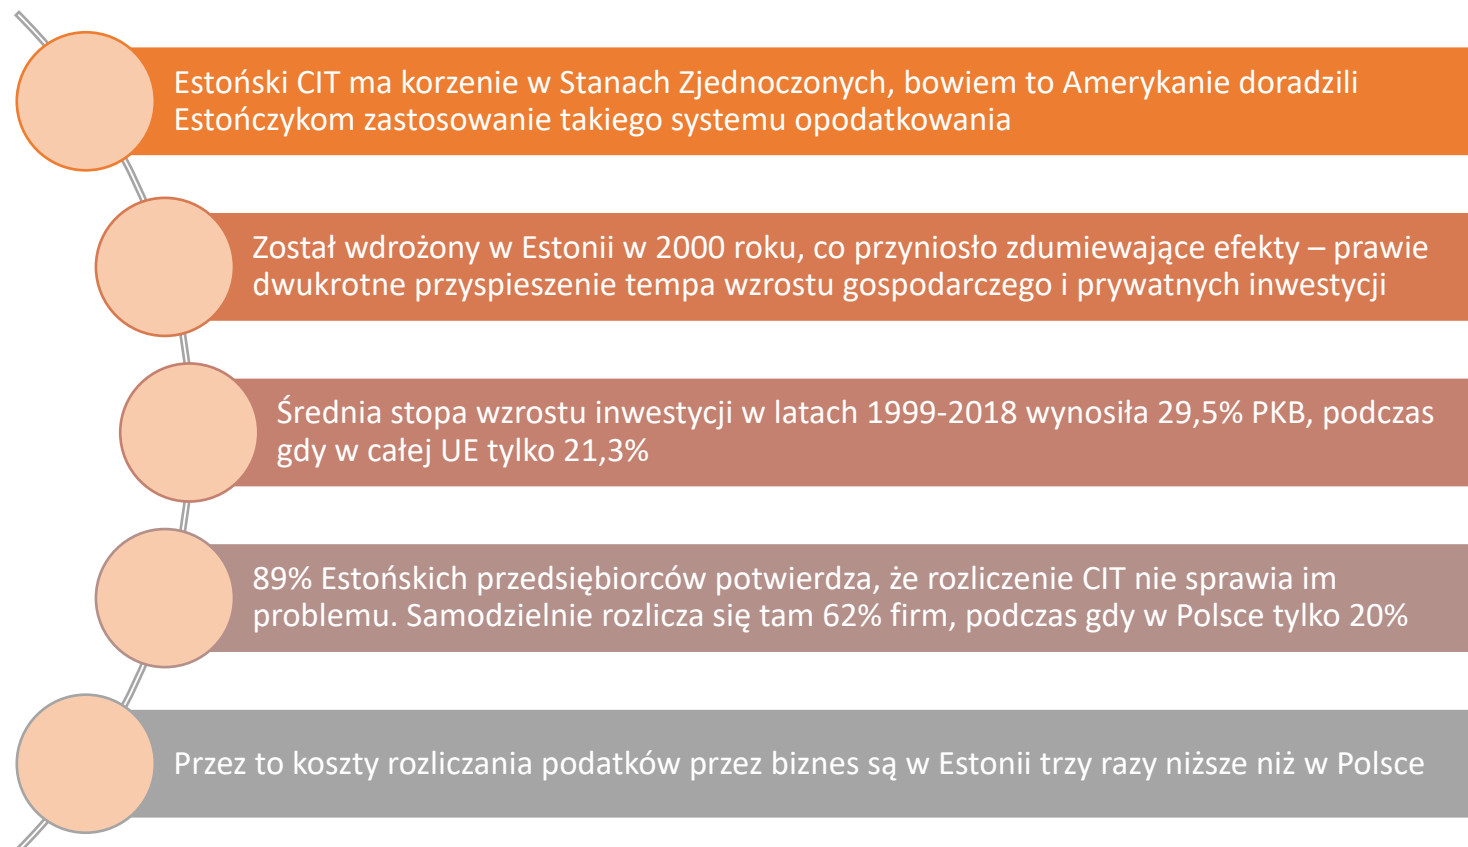 Estoński CIT ma korzenie w Stanach Zjednoczonych, bowiem to Amerykanie doradzili
Estończykom zastosowanie takiego systemu opodatkowania
Został wdrożony w Estonii w 2000 roku, co przyniosło zdumiewające efekty – prawie
dwukrotne przyspieszenie tempa wzrostu gospodarczego i prywatnych inwestycji
Średnia stopa wzrostu inwestycji w latach 1999-2018 wynosiła 29,5% PKB, podczas
gdy w całej UE tylko 21,3%
89% Estońskich przedsiębiorców potwierdza, że rozliczenie CIT nie sprawia im
problemu. Samodzielnie rozlicza się tam 62% firm, podczas gdy w Polsce tylko 20%
Przez to koszty rozliczania podatków przez biznes są w Estonii trzy razy niższe niż w Polsce